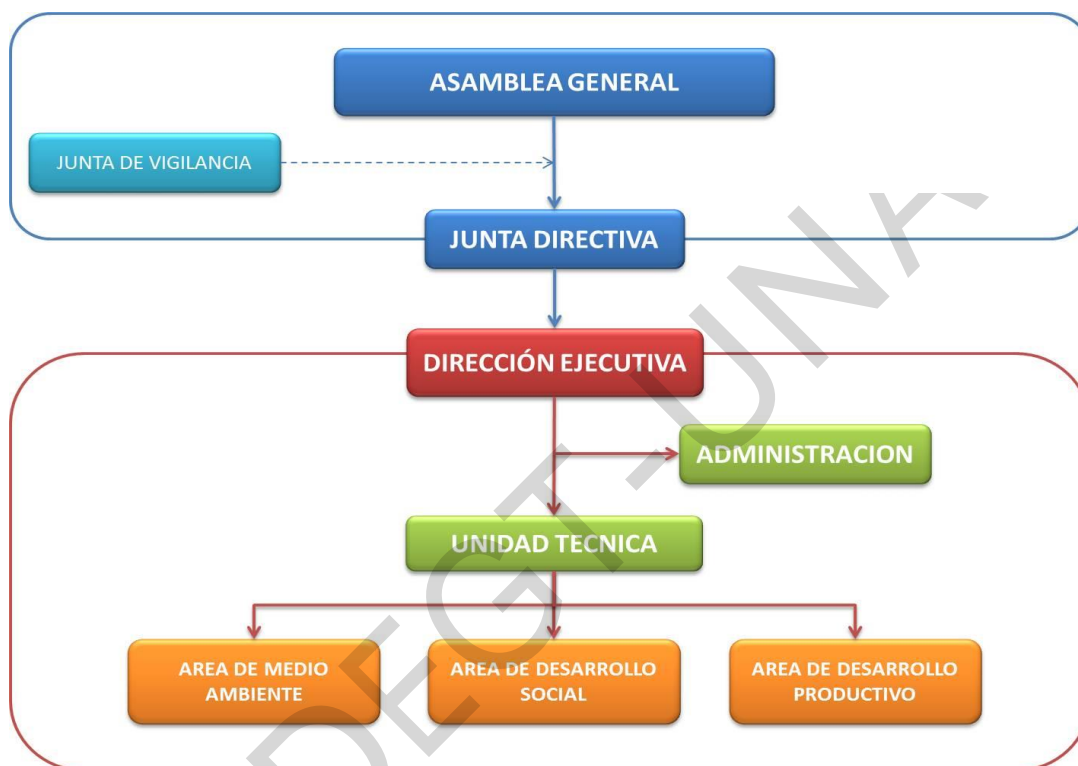 ASAMBLEA GENERAL
JUNTA DE VIGILANCIA
JUNTA DIRECTIVA
DIRECCIÓN EJECUTIVA
ADMINISTRACION
UNIDAD TECNICA
AREA DE MEDIO
AMBIENTE
AREA DE DESARROLLO
SOCIAL
AREA DE DESARROLLO
PRODUCTIVO
DEGT-UNA